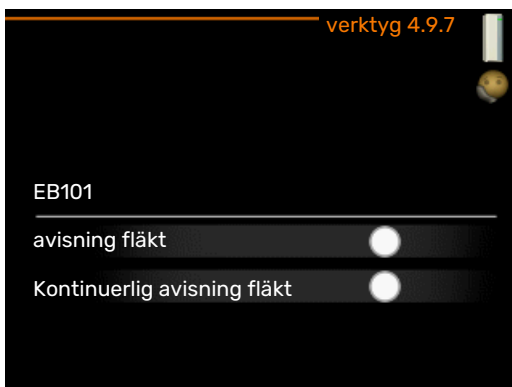 verktyg 4.9.7
EB101
avisning fläkt
Kontinuerlig avisning fläkt